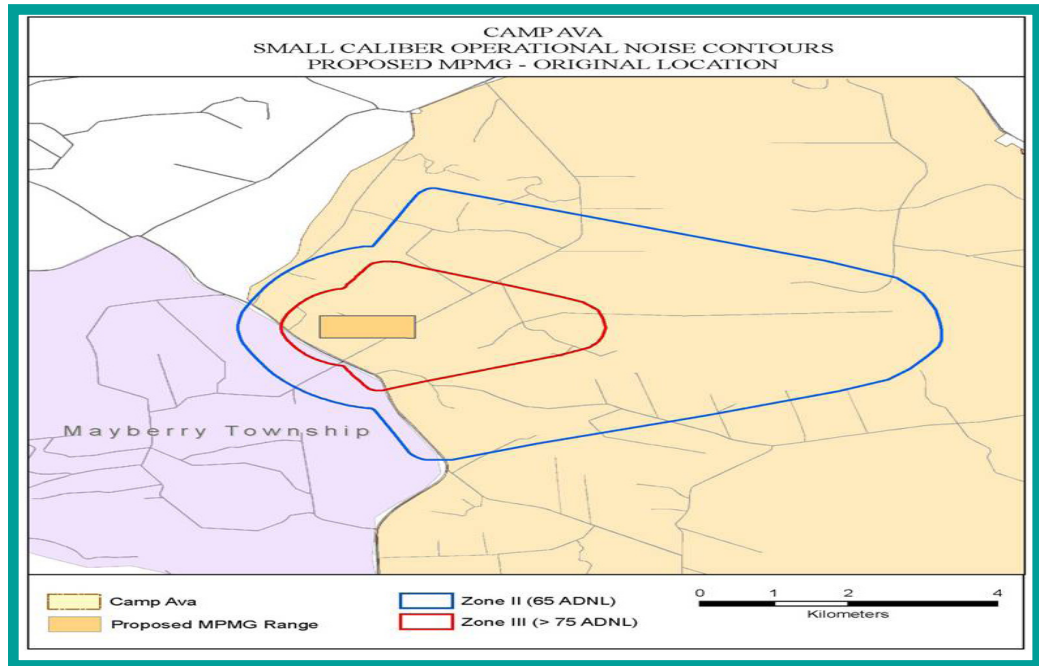 CAMP AVA
SMALL CALIBER OPERATIONAL NOISE CONTOURS
PROPOSED MPMG - ORIGINAL LOCATION
Mayberry Township
Camp Ava
Proposed MPMG Range
Zone II (65 ADNL)
Zone III (> 75 ADNL)
0 1 2 4
Kilometers